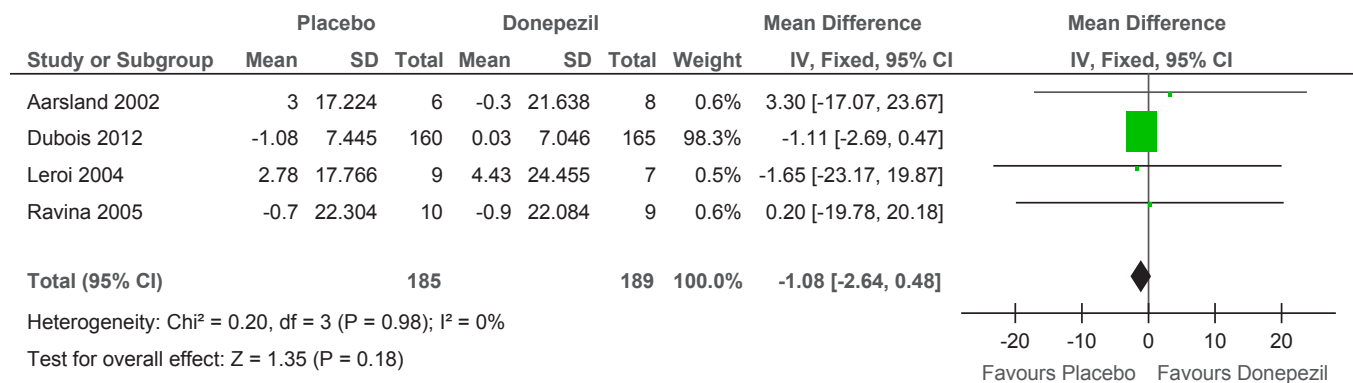 Placebo Donepezil Mean Difference Mean Difference
Study or Subgroup Mean SD Total Mean SD Total Weight IV, Fixed, 95% CI IV, Fixed, 95% CI
Aarsland 2002 3 17.224 6 -0.3 21.638 8 0.6% 3.30 [-17.07, 23.67]
Dubois 2012 -1.08 7.445 160 0.03 7.046 165 98.3% -1.11 [-2.69, 0.47]
Leroi 2004 2.78 17.766 9 4.43 24.455 7 0.5% -1.65 [-23.17, 19.87]
Ravina 2005 -0.7 22.304 10 -0.9 22.084 9 0.6% 0.20 [-19.78, 20.18]
Total (95% CI) 185 189 100.0% -1.08 [-2.64, 0.48]
Heterogeneity: Chi² = 0.20, df = 3 (P = 0.98); I² = 0%
Test for overall effect: Z = 1.35 (P = 0.18)
-20 -10 0 10 20
Favours Placebo Favours Donepezil